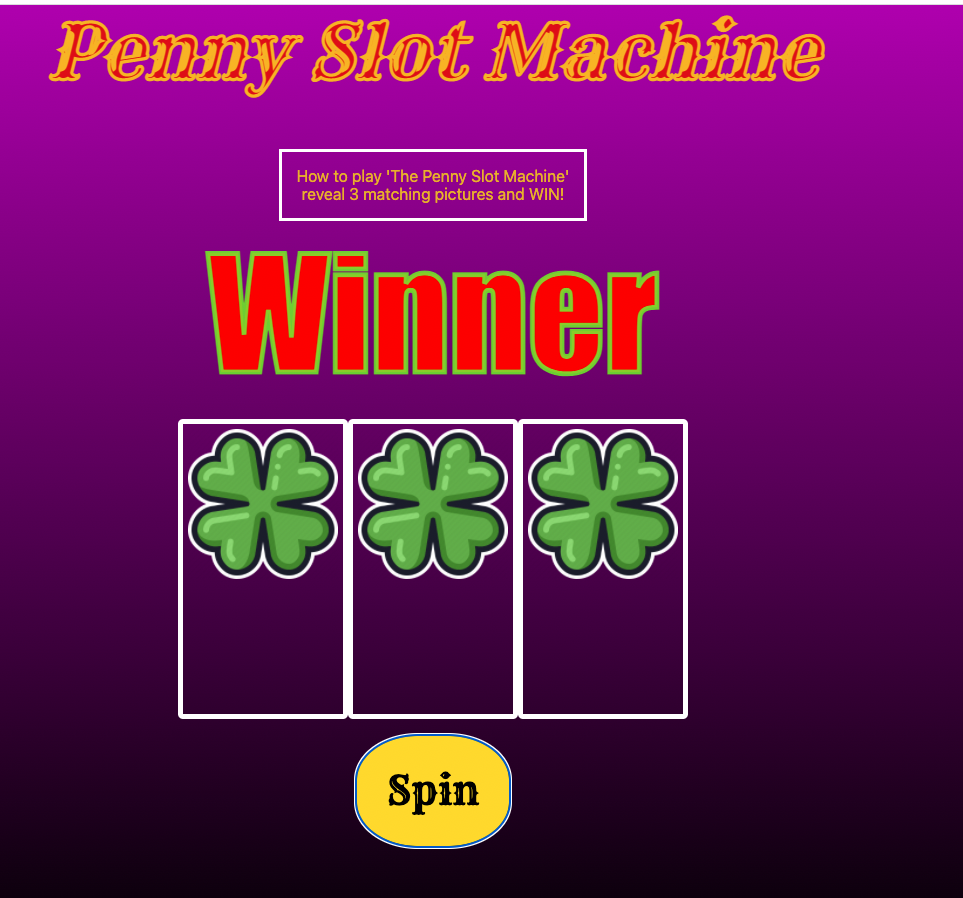 Penny Slot Machine
How to play 'The Penny Slot Machine'
reveal 3 matching pictures and WIN!
Winner
Spin